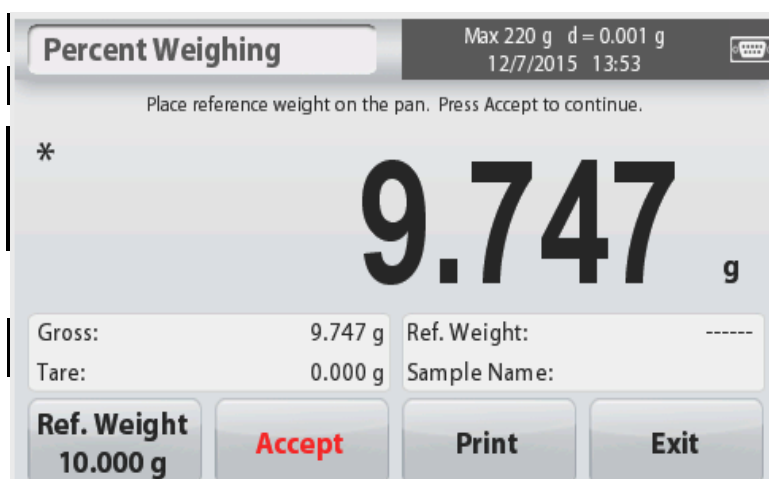 Percent Weighing
Max 220 g d = 0.001 g
12/7/2015 13:53
Place reference weight on the pan. Press Accept to continue.
*
9.747 g
Gross: 9.747 g
Tare: 0.000 g
Ref. Weight: ------
Sample Name:
Ref. Weight
10.000 g
Accept
Print
Exit